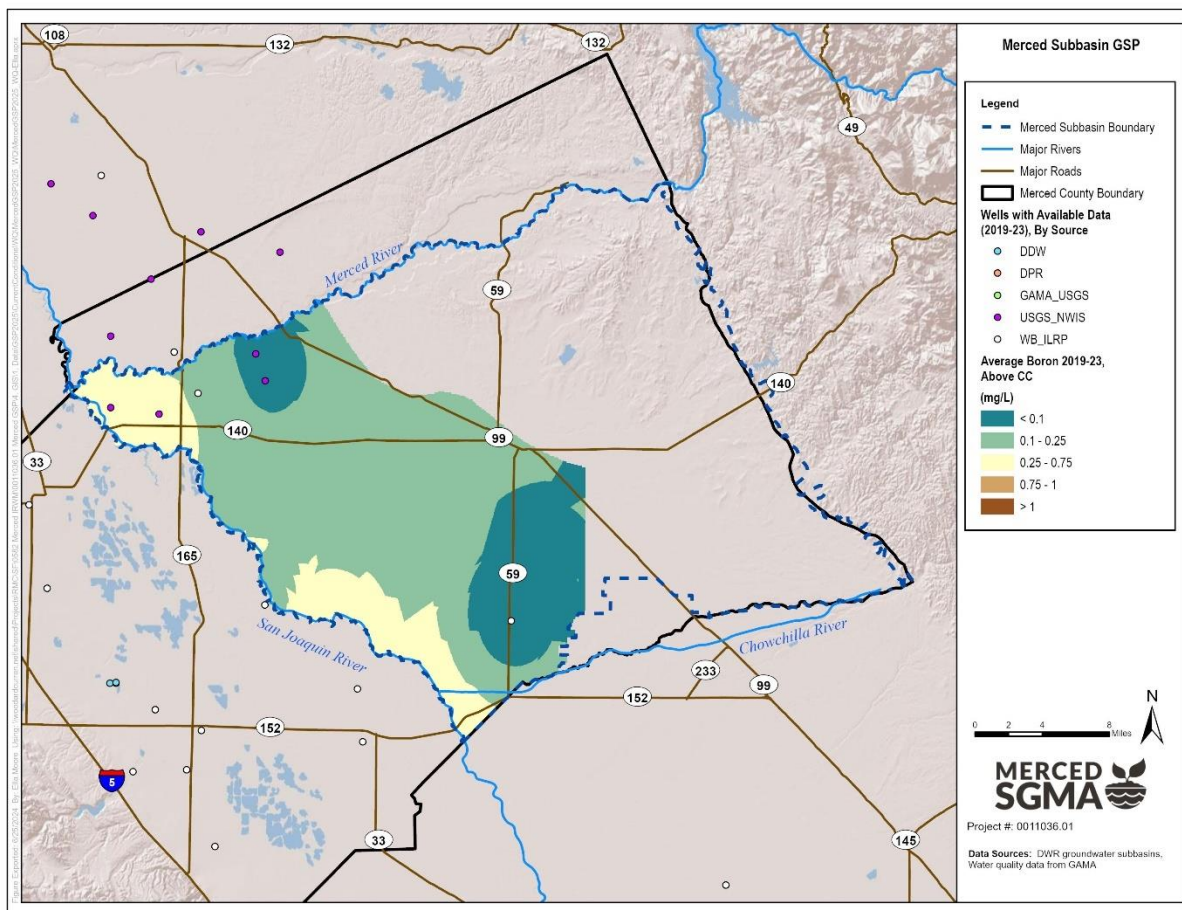 108
132
132
49
Merced River
59
140
140
99
33
165
59
San Joaquin River
Chowchilla River
233
99
152
152
5
33
145
Merced Subbasin GSP
Legend
Merced Subbasin Boundary
Major Rivers
Major Roads
Merced County Boundary
Wells with Available Data
(2019-23), By Source
DDW
DPR
GAMA_USGS
USGS_NWIS
WB_ILRP
Average Boron 2019-23,
Above CC
(mg/L)
< 0.1
0.1 - 0.25
0.25 - 0.75
0.75 - 1
> 1
N
0 2 4 8
Miles
MERCED
SGMA
Project #: 0011036.01
Data Sources: DWR groundwater subbasins,
Water quality data from GAMA